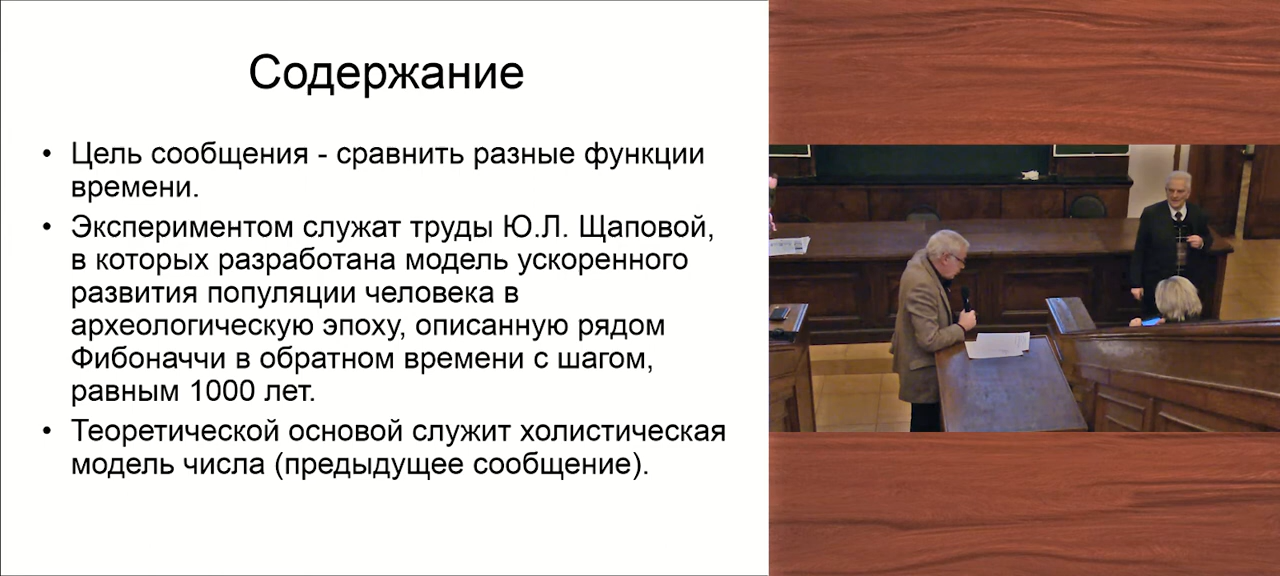 Содержание
• Цель сообщения - сравнить разные функции
времени.
• Экспериментом служат труды Ю.Л. Щаповой,
в которых разработана модель ускоренного
развития популяции человека в
археологическую эпоху, описанную рядом
Фибоначчи в обратном времени с шагом,
равным 1000 лет.
• Теоретической основой служит холистическая
модель числа (предыдущее сообщение).